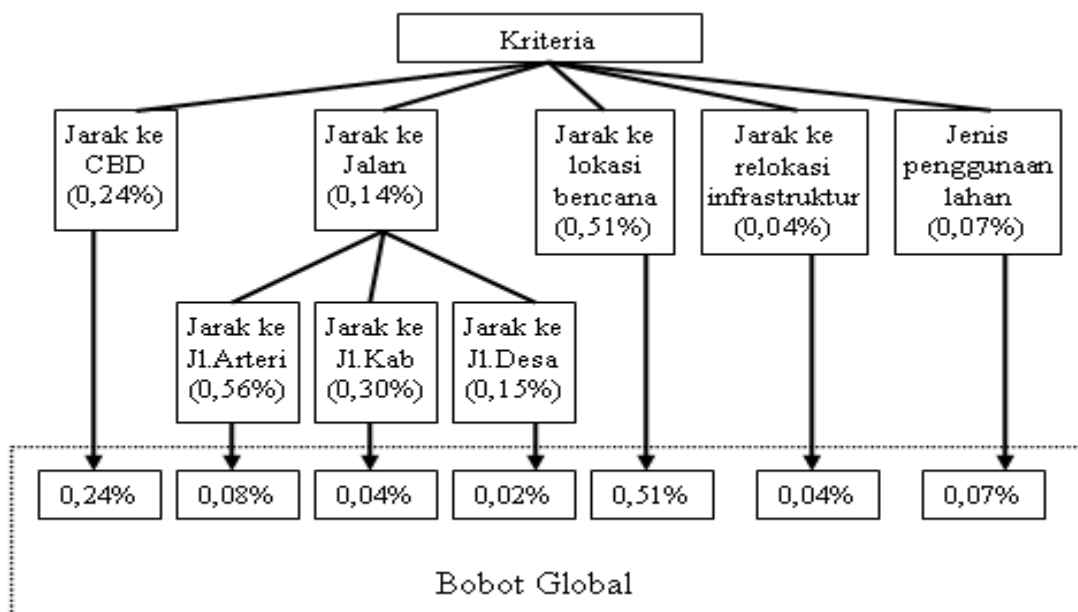 Kriteria
Jarak ke
CBD
(0,24%)
Jarak ke
Jalan
(0,14%)
Jarak ke
lokasi
bencana
(0,51%)
Jarak ke
relokasi
infrastruktur
(0,04%)
Jenis
penggunaan
lahan
(0,07%)
Jarak ke
Jl.Arteri
(0,56%)
Jarak ke
Jl.Kab
(0,30%)
Jarak ke
Jl.Desa
(0,15%)
0,24%
0,08%
0,04%
0,02%
0,51%
0,04%
0,07%
Bobot Global